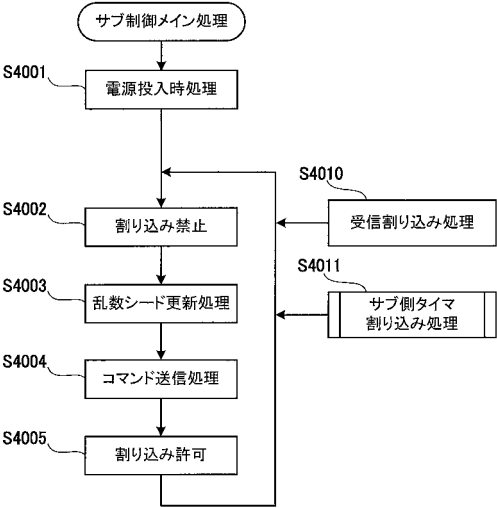 サブ制御メイン処理
S4001
電源投入時処理
S4002
割り込み禁止
S4003
乱数シード更新処理
S4004
コマンド送信処理
S4005
割り込み許可
S4010
受信割り込み処理
S4011
サブ側タイマ
割り込み処理